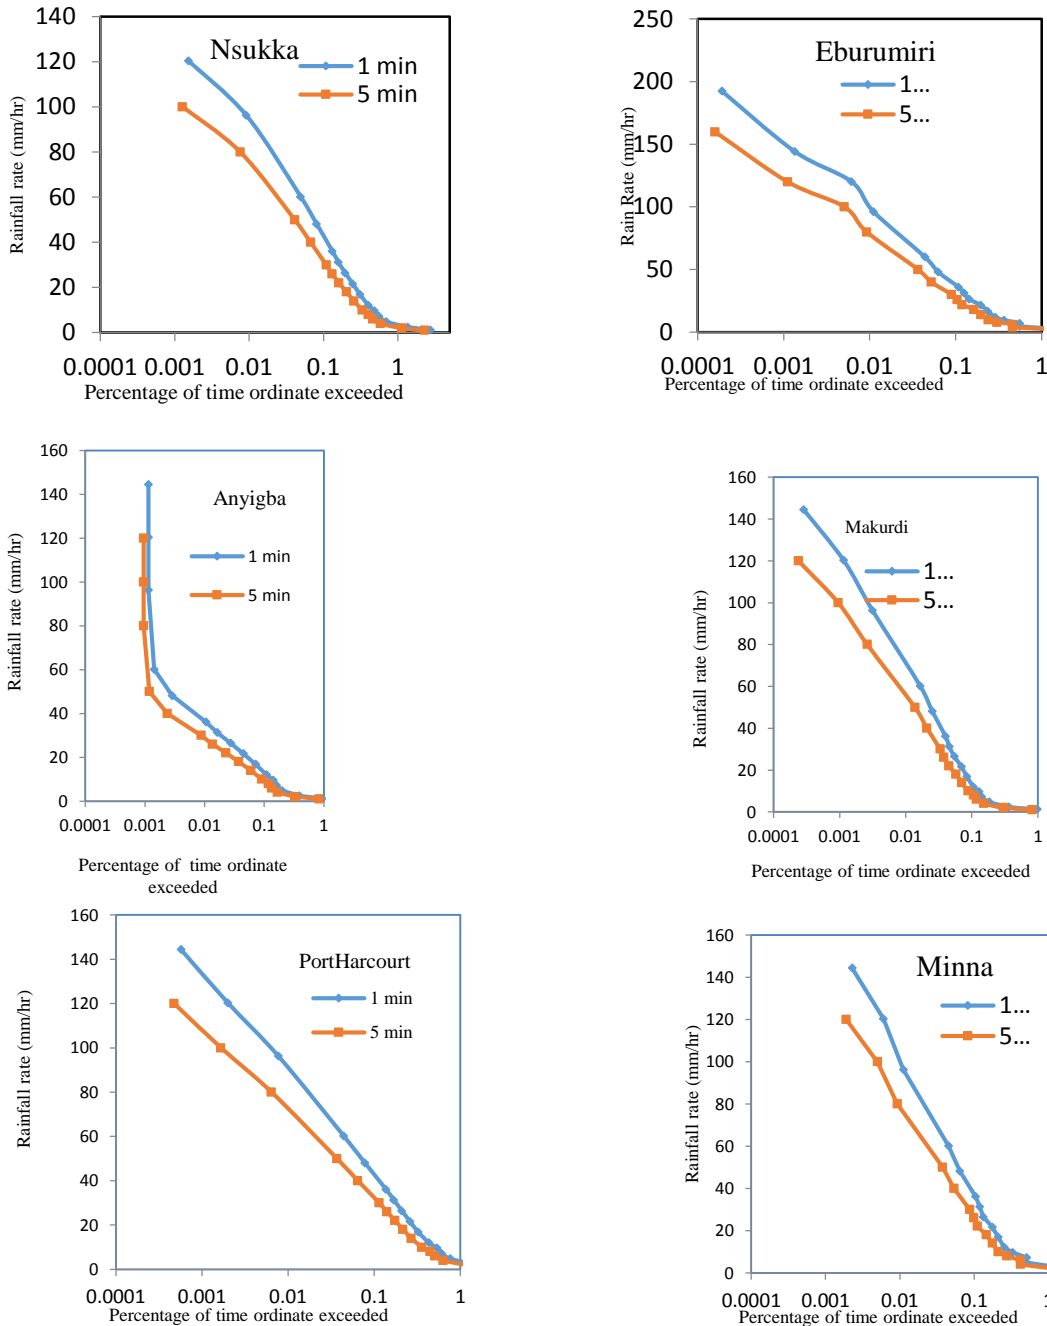 Nsukka
1 min
5 min
Rainfall rate (mm/hr)
140
120
100
80
60
40
20
0
0.0001 0.001 0.01 0.1 1
Percentage of time ordinate exceeded
Eburumiri
1...
5...
Rain Rate (mm/hr)
250
200
150
100
50
0
0.0001 0.001 0.01 0.1 1
Percentage of time ordinate exceeded
Anyigba
1 min
5 min
Rainfall rate (mm/hr)
160
140
120
100
80
60
40
20
0
0.0001 0.001 0.01 0.1 1
Percentage of time ordinate
exceeded
Makurdi
1...
5...
Rainfall rate (mm/hr)
160
140
120
100
80
60
40
20
0
0.0001 0.001 0.01 0.1 1
Percentage of time ordinate exceeded
PortHarcourt
1 min
5 min
Rainfall rate (mm/hr)
160
140
120
100
80
60
40
20
0
0.0001 0.001 0.01 0.1 1
Percentage of time ordinate exceeded
Minna
1...
5...
Rainfall rate (mm/hr)
160
140
120
100
80
60
40
20
0
0.0001 0.001 0.01 0.1 1
Percentage of time ordinate exceeded